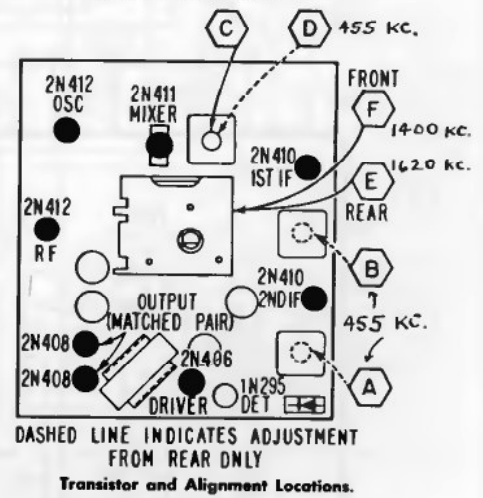 C
D 455 KC.
2N412
OSC
2N411
MIXER
FRONT
F
1400 KC.
2N410
1ST IF
E
1620 KC.
REAR
2N412
RF
B
2N410
2ND IF
OUTPUT
(MATCHED PAIR)
455 KC.
2N408
2N408
2N406
DRIVER
1N295
DET
A
DASHED LINE INDICATES ADJUSTMENT
FROM REAR ONLY
Transistor and Alignment Locations.